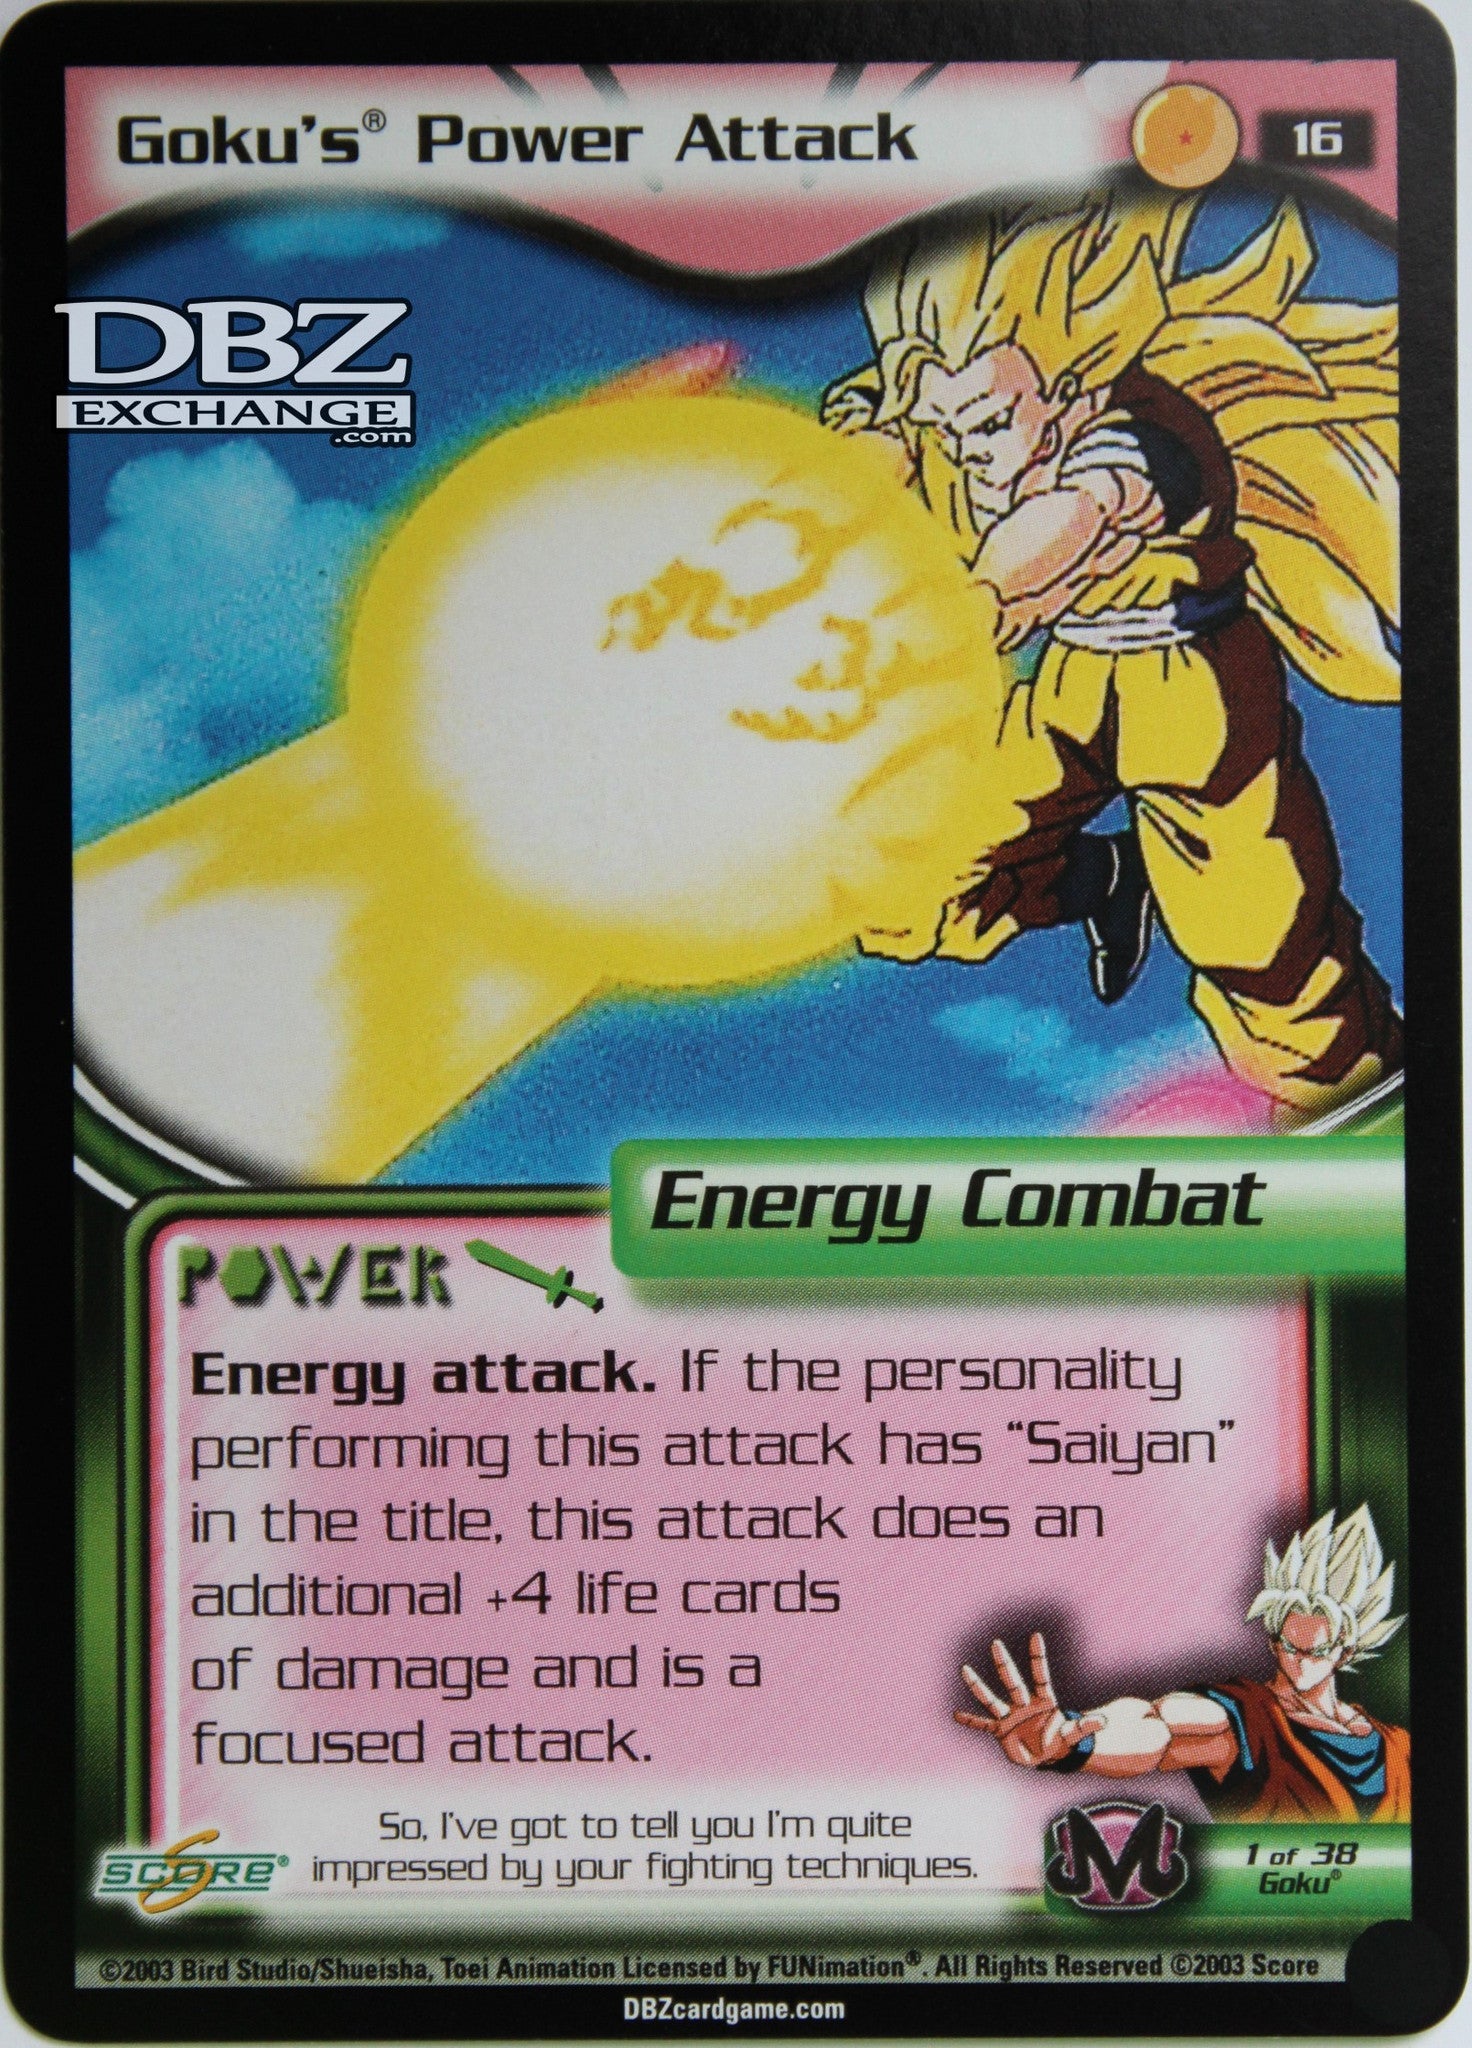 Goku's® Power Attack
16
DBZ
EXCHANGE
.com
Energy Combat
POWER
Energy attack. If the personality
performing this attack has “Saiyan”
in the title, this attack does an
additional +4 life cards
of damage and is a
focused attack.
So, I've got to tell you I'm quite
impressed by your fighting techniques.
SCORE®
M
1 of 38
Goku®
©2003 Bird Studio/Shueisha, Toei Animation Licensed by FUNimation®. All Rights Reserved ©2003 Score
DBZcardgame.com